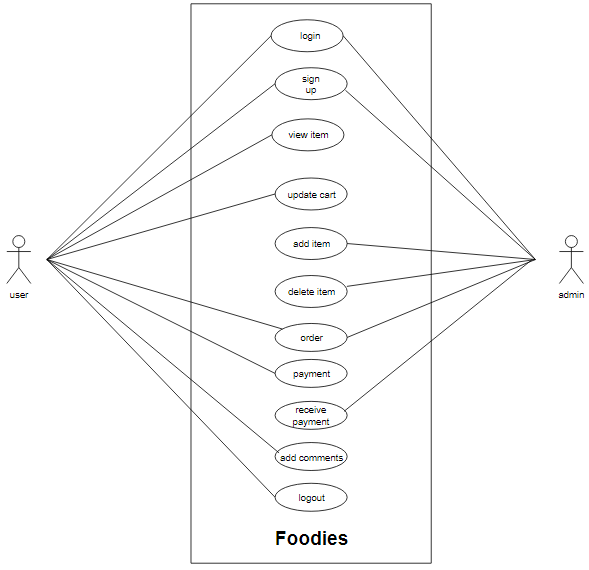 login
sign
up
view item
update cart
add item
user
admin
delete item
order
payment
receive
payment
add comments
logout
Foodies